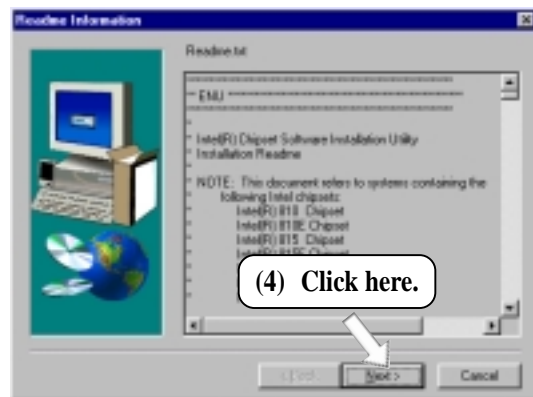 Readme Information
Readme.txt
ENU
Intel(R) Chipset Software Installation Utility
Installation Readme
NOTE: This document refers to systems containing the
following Intel chipsets:
Intel(R) 810 Chipset
Intel(R) 810E Chipset
Intel(R) 815 Chipset
(4) Click here.
< Back
Next >
Cancel